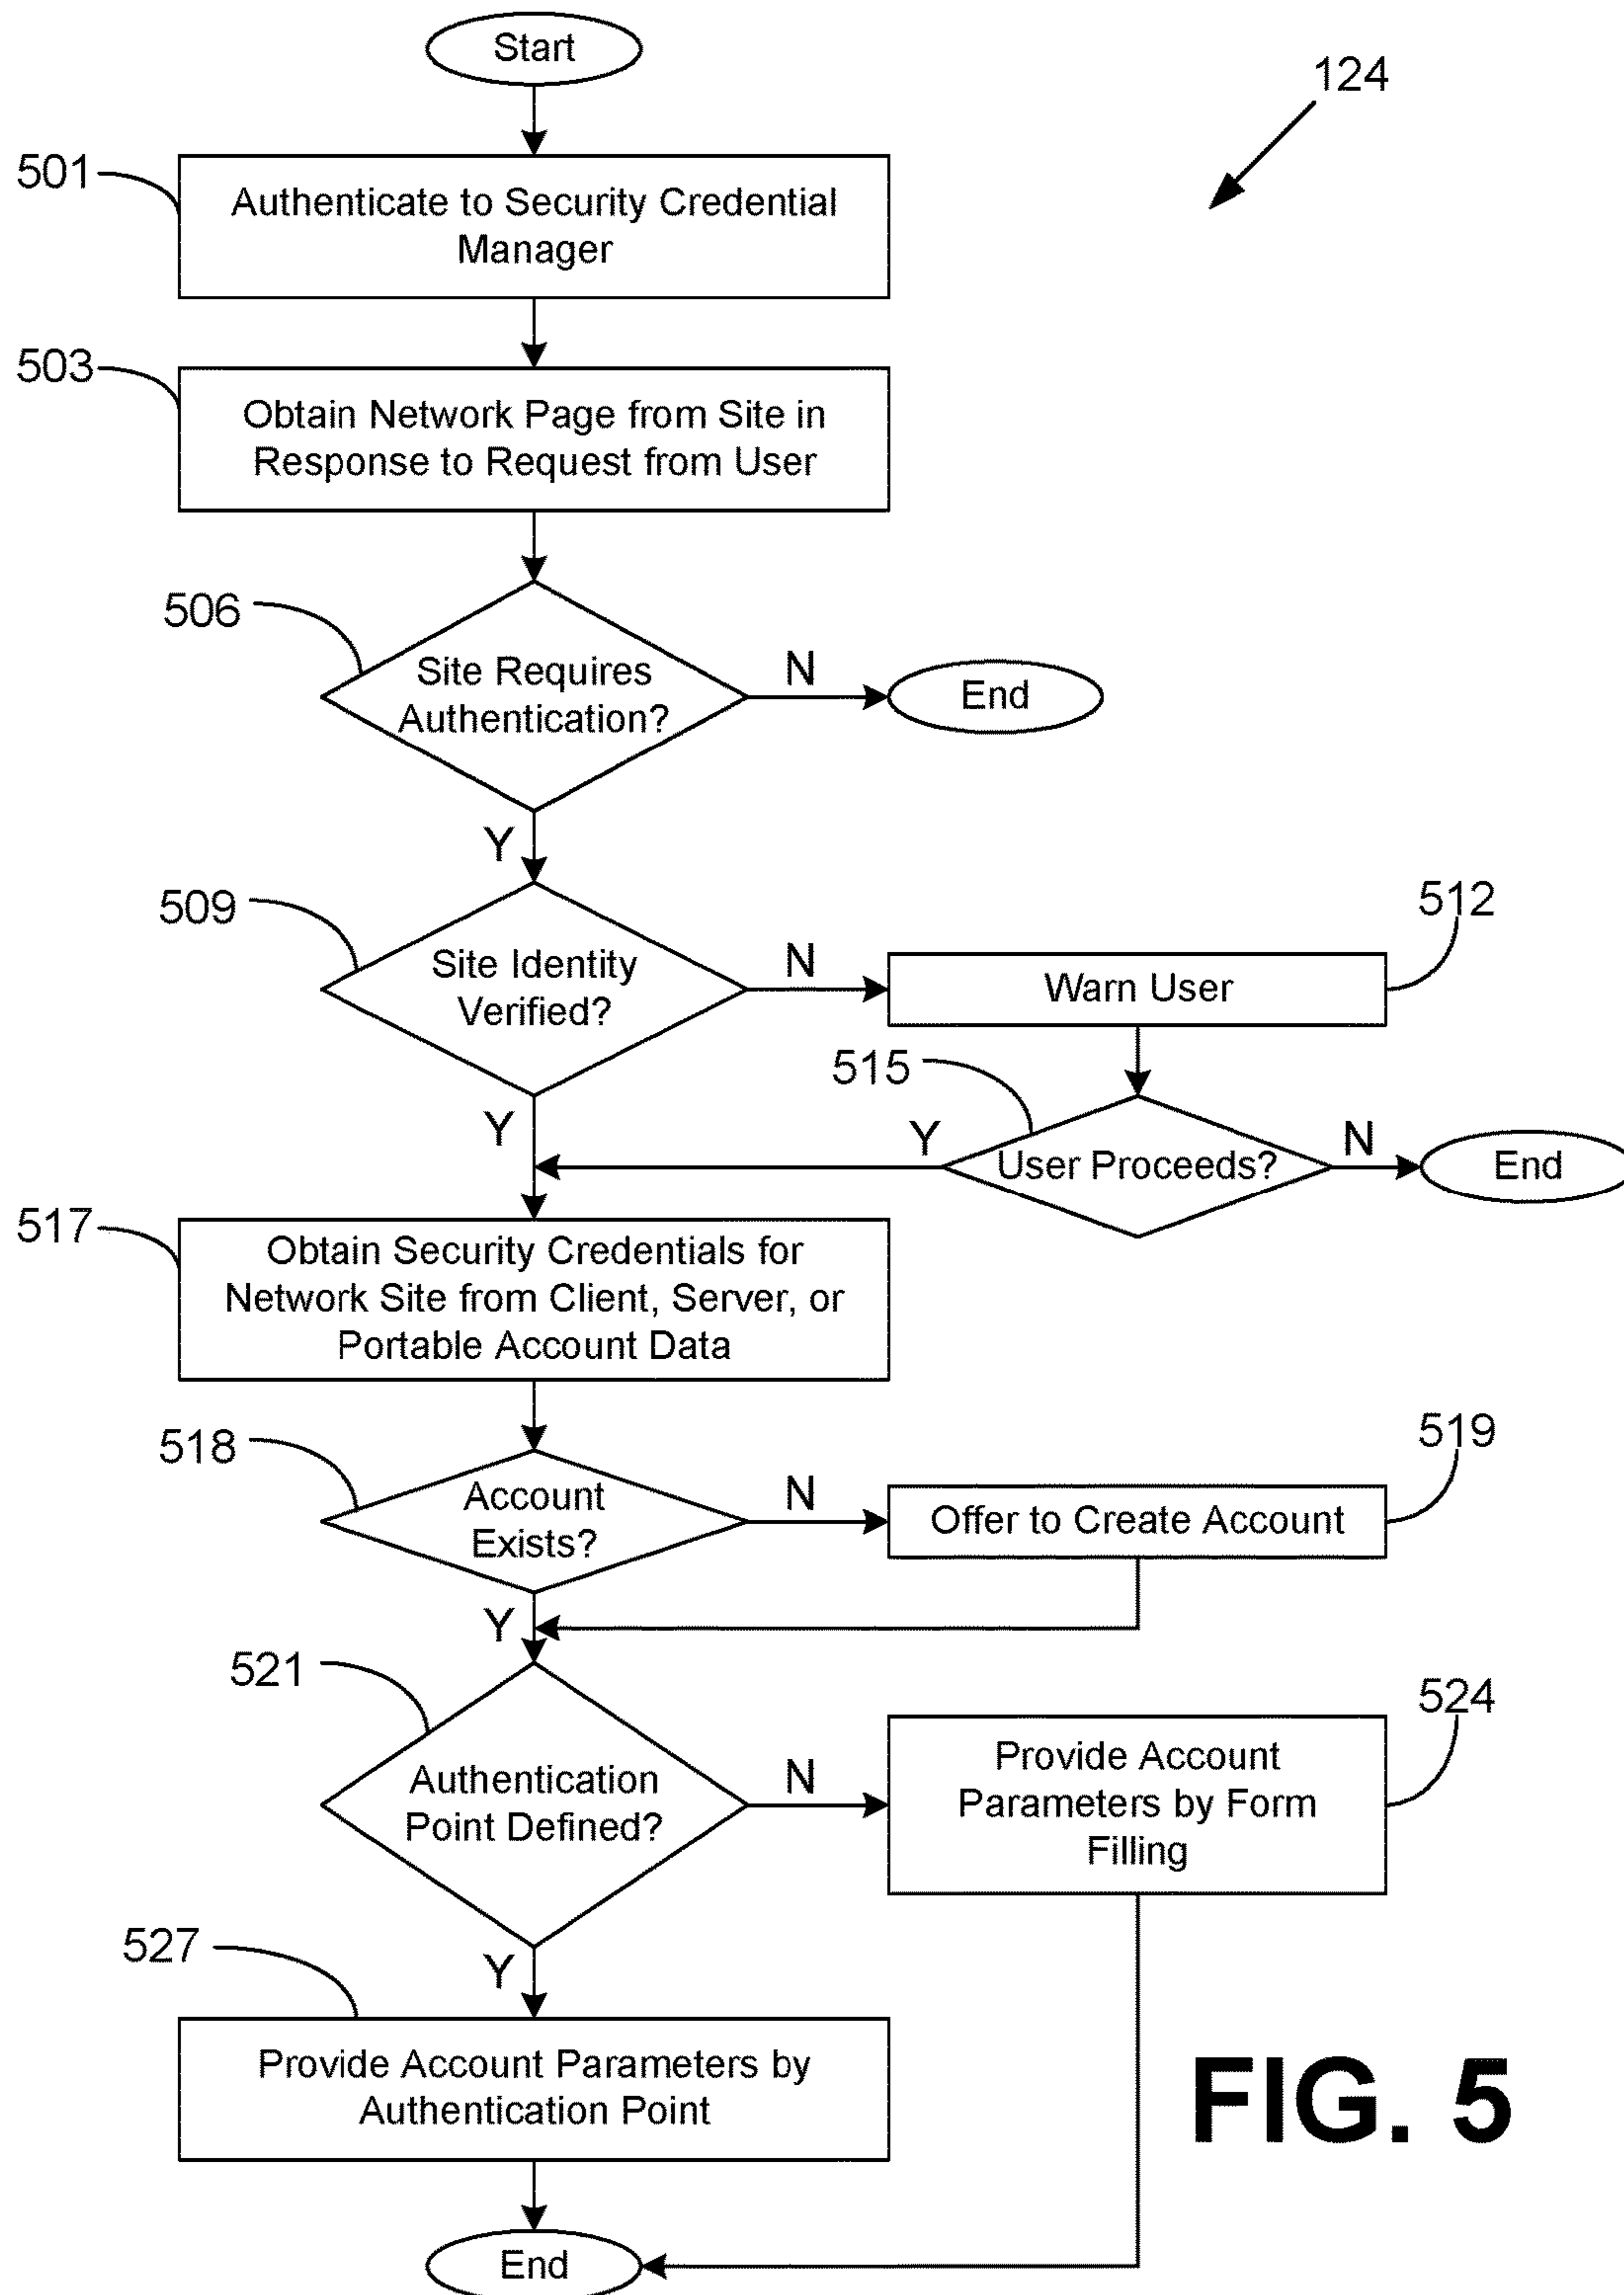 Start
124
501
Authenticate to Security Credential
Manager
503
Obtain Network Page from Site in
Response to Request from User
506
Site Requires
Authentication?
N
End
Y
509
Site Identity
Verified?
N
512
Warn User
515
Y
User Proceeds?
N
End
Y
517
Obtain Security Credentials for
Network Site from Client, Server, or
Portable Account Data
518
Account
Exists?
N
519
Offer to Create Account
Y
521
Authentication
Point Defined?
N
524
Provide Account
Parameters by Form
Filling
Y
527
Provide Account Parameters by
Authentication Point
End
FIG. 5